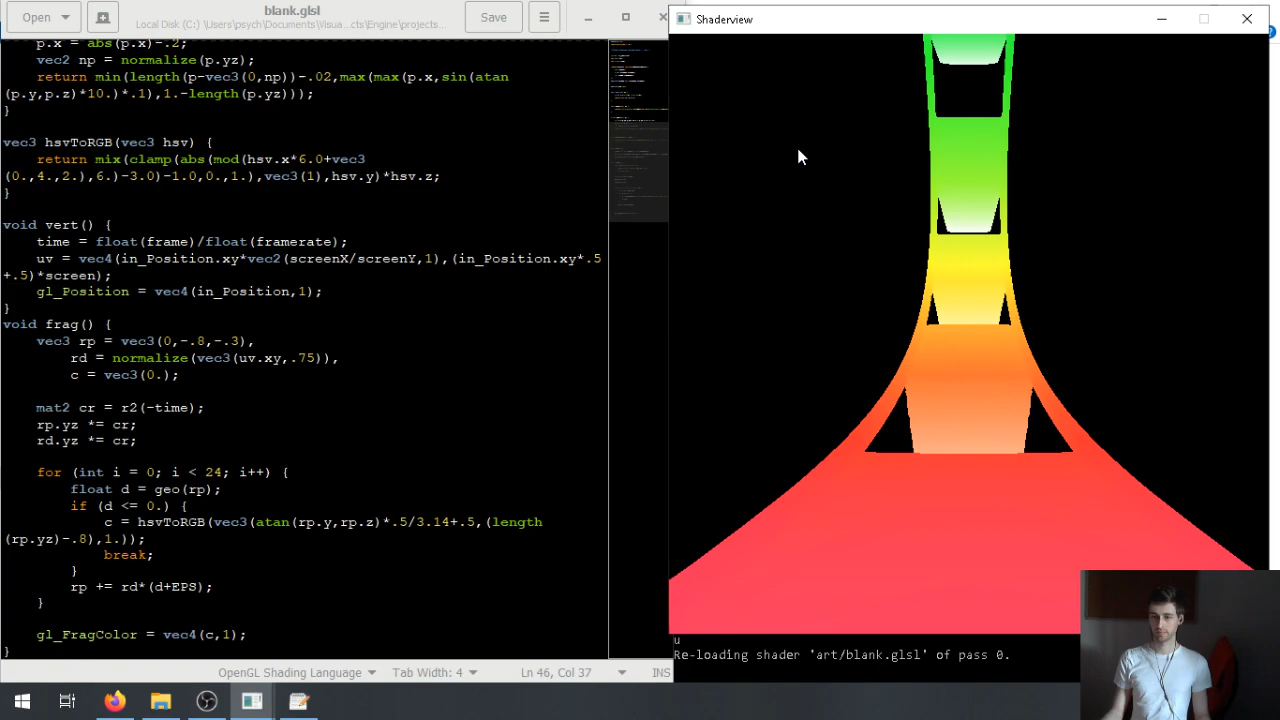 Open
blank.glsl
Local Disk (C:) \Users\psych\Documents\Visua...cts\Engine\projects...
Save
Shaderview
p.x = abs(p.x)-.2;
vec2 np = normalize(p.yz);
return min(length(p-vec3(0,np))-.02,max(max(p.x,sin(atan
(p.y,p.z)*10.)*.1),1.-length(p.yz)));
}
vec3 hsvToRGB(vec3 hsv) {
return mix(clamp(abs(mod(hsv.x*6.0+vec3
(0.,4.,2.),6.)-3.0)-1.0,0.,1.),vec3(1),hsv.y)*hsv.z;
}
void vert() {
time = float(frame)/float(framerate);
uv = vec4(in_Position.xy*vec2(screenX/screenY,1),(in_Position.xy*.5
+.5)*screen);
gl_Position = vec4(in_Position,1);
}
void frag() {
vec3 rp = vec3(0,-.8,-.3),
rd = normalize(vec3(uv.xy,.75)),
c = vec3(0.);
mat2 cr = r2(-time);
rp.yz *= cr;
rd.yz *= cr;
for (int i = 0; i < 24; i++) {
float d = geo(rp);
if (d <= 0.) {
c = hsvToRGB(vec3(atan(rp.y,rp.z)*.5/3.14+.5,(length
(rp.yz)-.8),1.));
break;
}
rp += rd*(d+EPS);
}
gl_FragColor = vec4(c,1);
}
u
Re-loading shader 'art/blank.glsl' of pass 0.
OpenGL Shading Language
Tab Width: 4
Ln 46, Col 37
INS